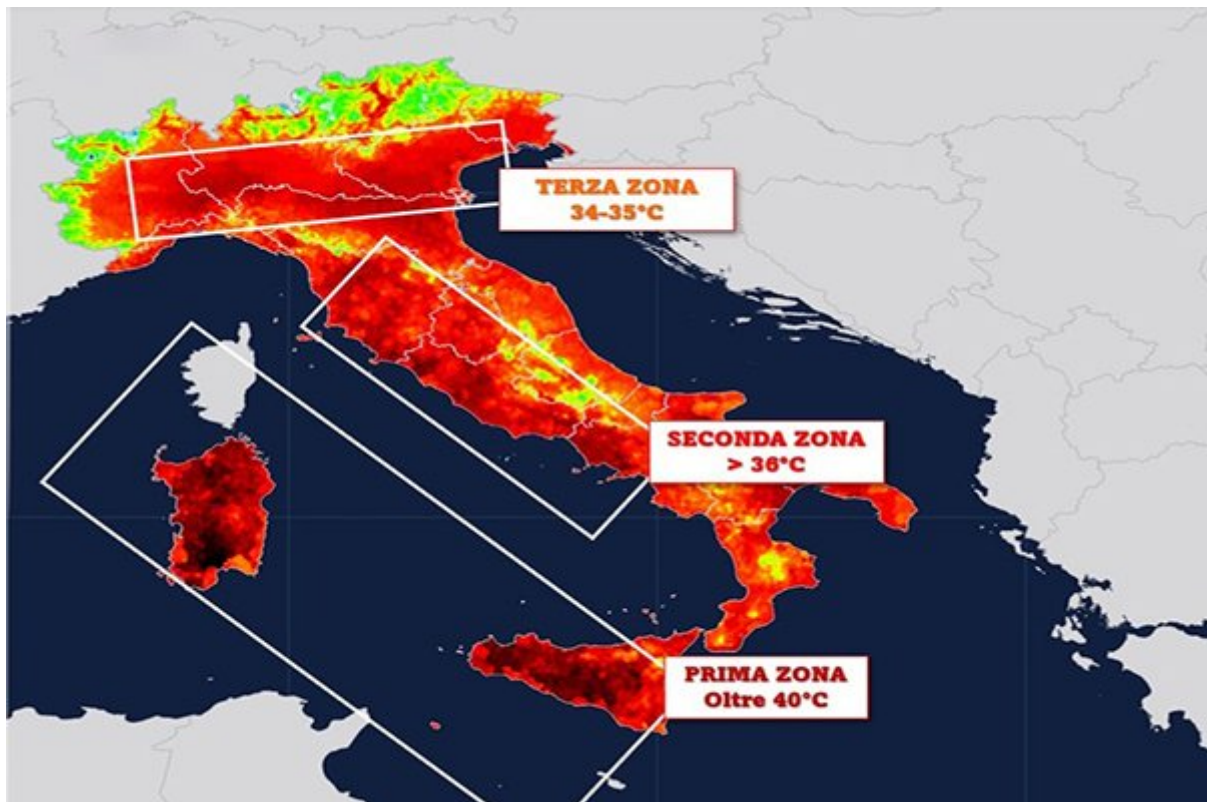 TERZA ZONA
34-35°C
SECONDA ZONA
> 36°C
PRIMA ZONA
Oltre 40°C